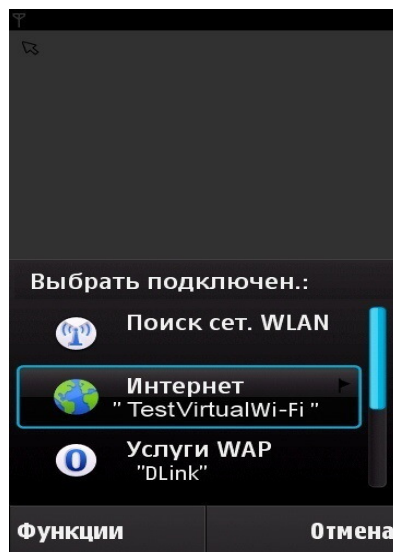 Выбрать подключен.:
Поиск сет. WLAN
Интернет
" TestVirtualWi-Fi "
Услуги WAP
"DLink"
Функции Отмена